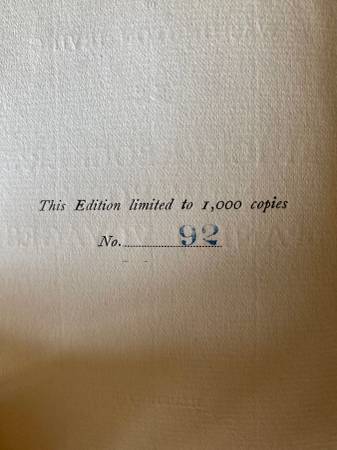 This Edition limited to 1,000 copies
No. 92